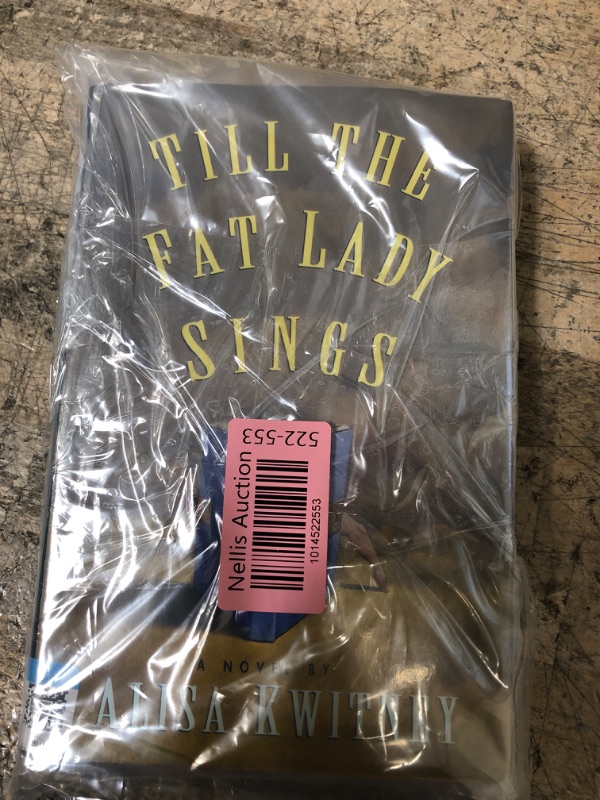 TILL THE
FAT LADY
SINGS
Nellis Auction
522-553
1014522553
A NOVEL BY
ALISA KWITNEY